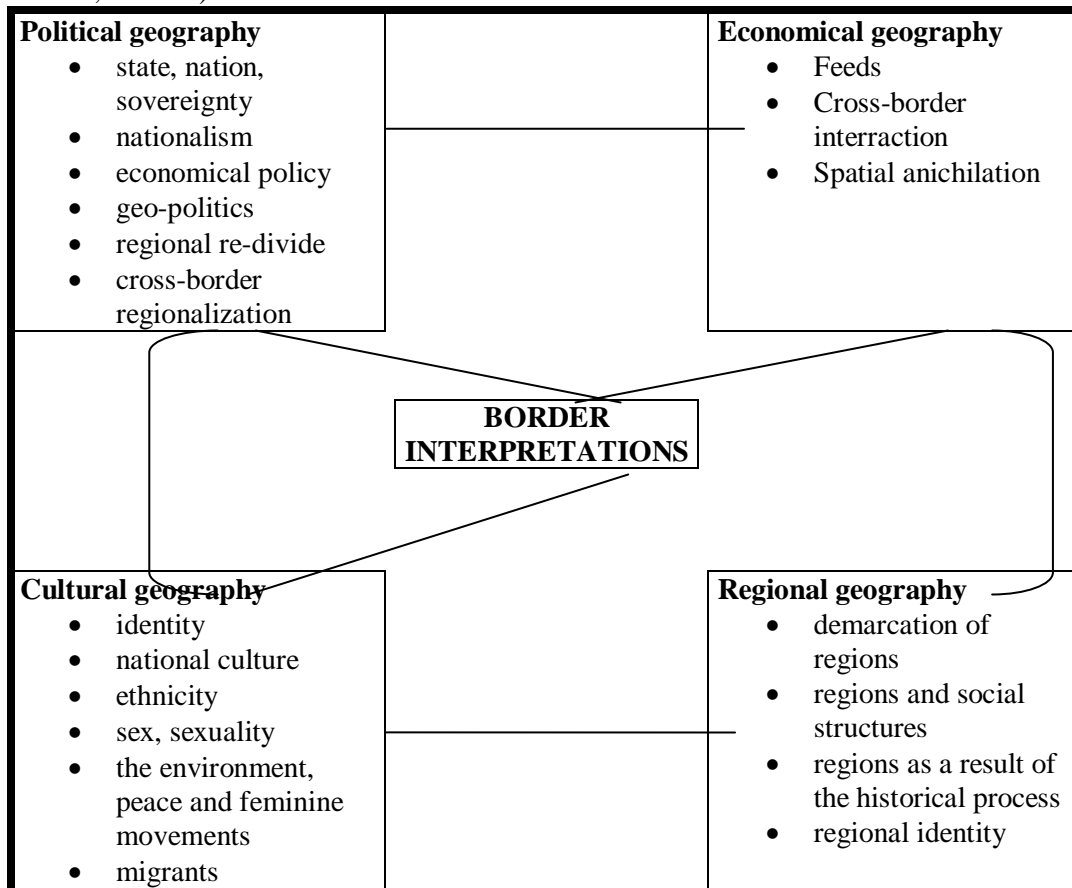 Political geography
• state, nation,
sovereignty
• nationalism
• economical policy
• geo-politics
• regional re-divide
• cross-border
regionalization
Economical geography
• Feeds
• Cross-border
interraction
• Spatial anichilation
BORDER
INTERPRETATIONS
Cultural geography
• identity
• national culture
• ethnicity
• sex, sexuality
• the environment,
peace and feminine
movements
• migrants
Regional geography
• demarcation of
regions
• regions and social
structures
• regions as a result of
the historical process
• regional identity